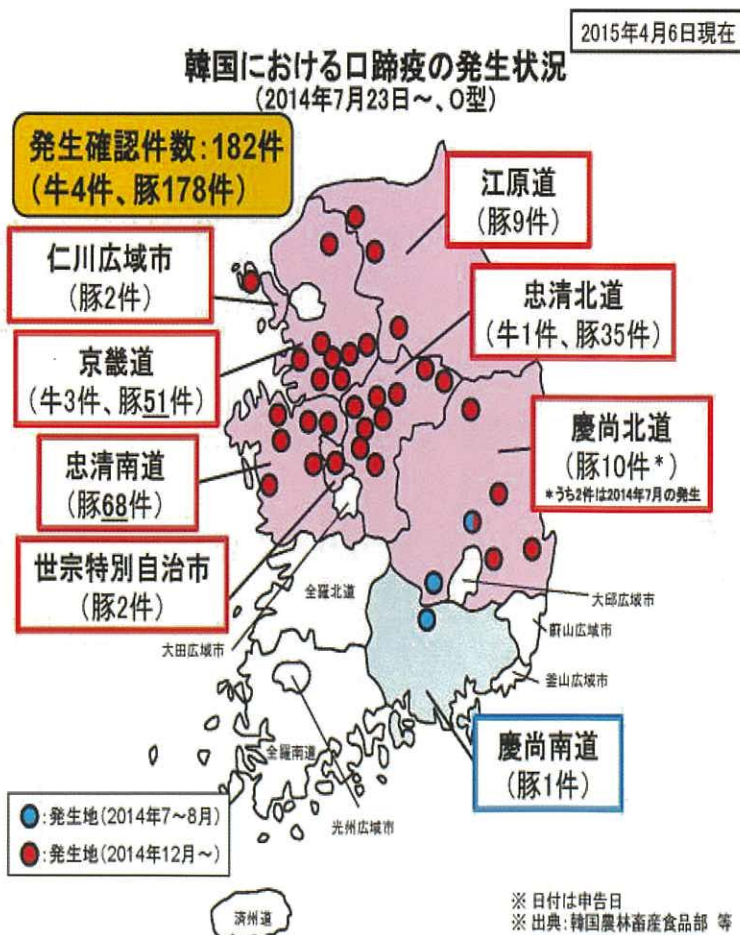 2015年4月6日現在
韓国における口蹄疫の発生状況
(2014年7月23日～、O型)
発生確認件数:182件
(牛4件、豚178件)
江原道
(豚9件)
仁川広域市
(豚2件)
忠清北道
(牛1件、豚35件)
京畿道
(牛3件、豚51件)
慶尚北道
(豚10件*)
*うち2件は2014年7月の発生
忠清南道
(豚68件)
世宗特別自治市
(豚2件)
全羅北道
大邱広域市
大田広域市
蔚山広域市
釜山広域市
全羅南道
慶尚南道
(豚1件)
●:発生地(2014年7～8月)
●:発生地(2014年12月～)
光州広域市
済州道
※ 日付は申告日
※ 出典:韓国農林畜産食品部 等